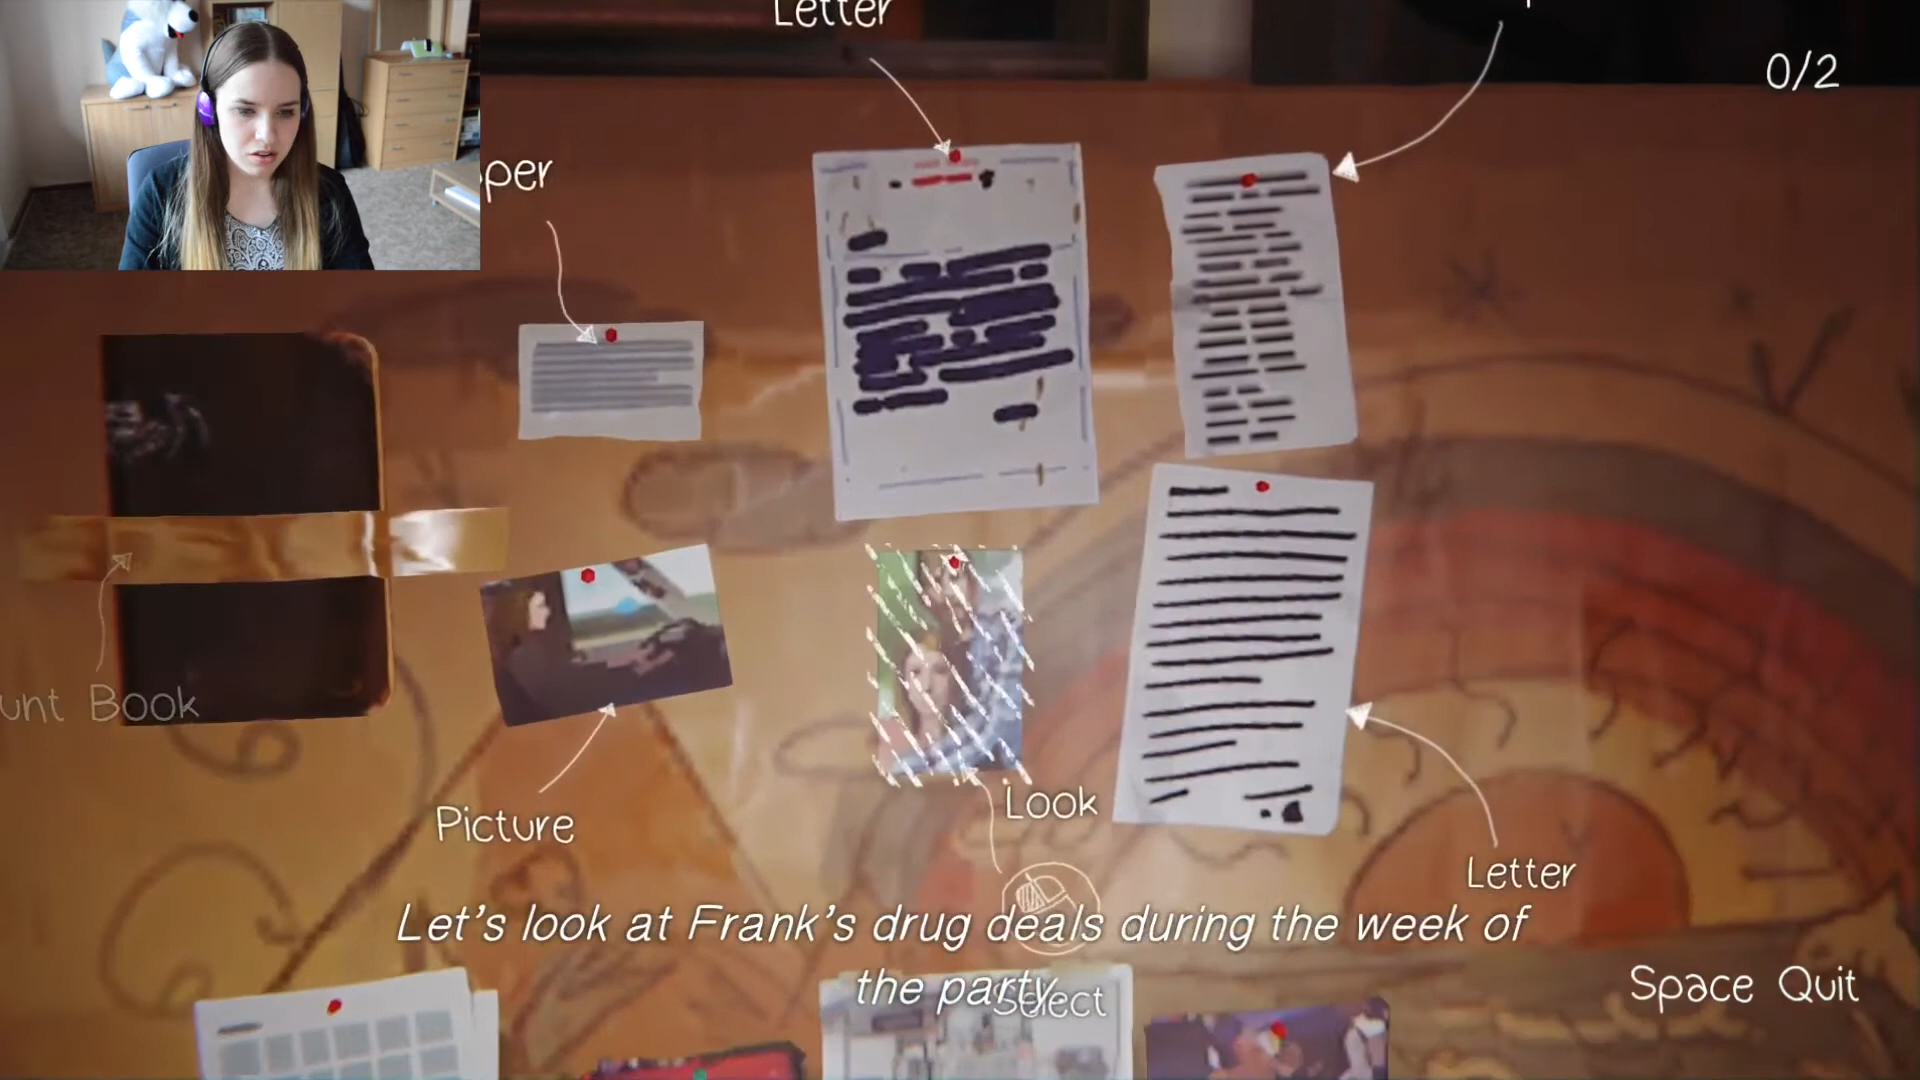 Letter
0/2
per
unt Book
Picture
Look
Letter
Let's look at Frank's drug deals during the week of
the party.
Select
Space Quit